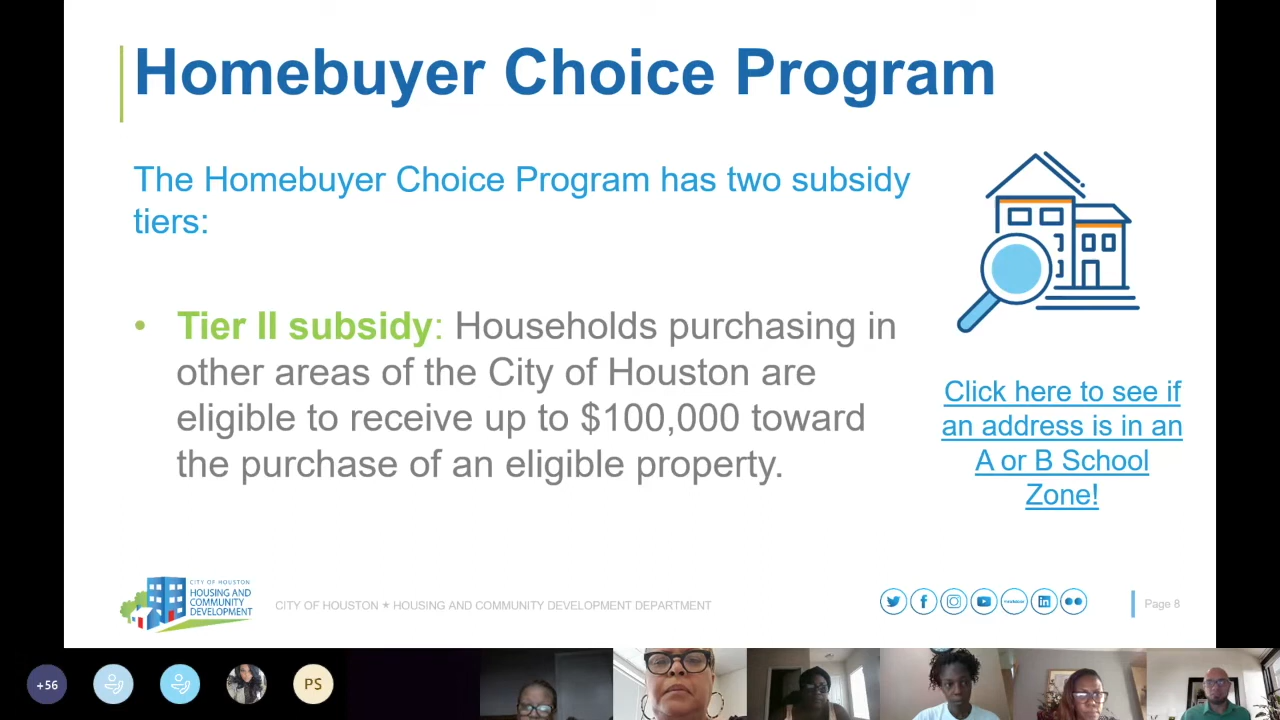 Homebuyer Choice Program
The Homebuyer Choice Program has two subsidy
tiers:
• Tier II subsidy: Households purchasing in
other areas of the City of Houston are
eligible to receive up to $100,000 toward
the purchase of an eligible property.
Click here to see if
an address is in an
A or B School
Zone!
CITY OF HOUSTON
HOUSING AND
COMMUNITY
DEVELOPMENT
CITY OF HOUSTON ★ HOUSING AND COMMUNITY DEVELOPMENT DEPARTMENT
Page 8
+56
PS